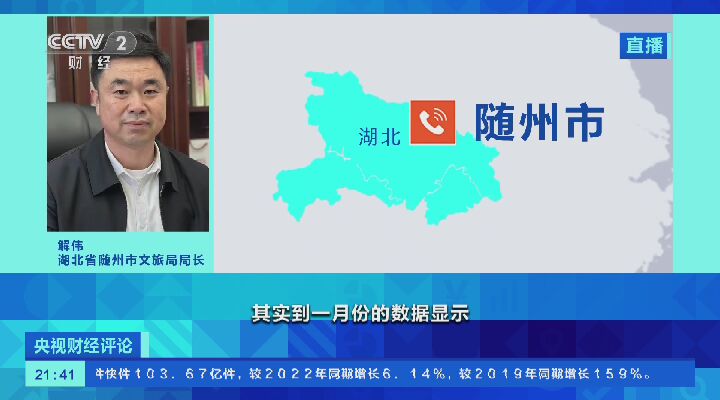 CCTV 2
财经
直播
随州市
湖北
解伟
湖北省随州市文旅局局长
其实到一月份的数据显示
央视财经评论
21:41
件快件103.67亿件，较2022年同期增长6.14%，较2019年同期增长159%。